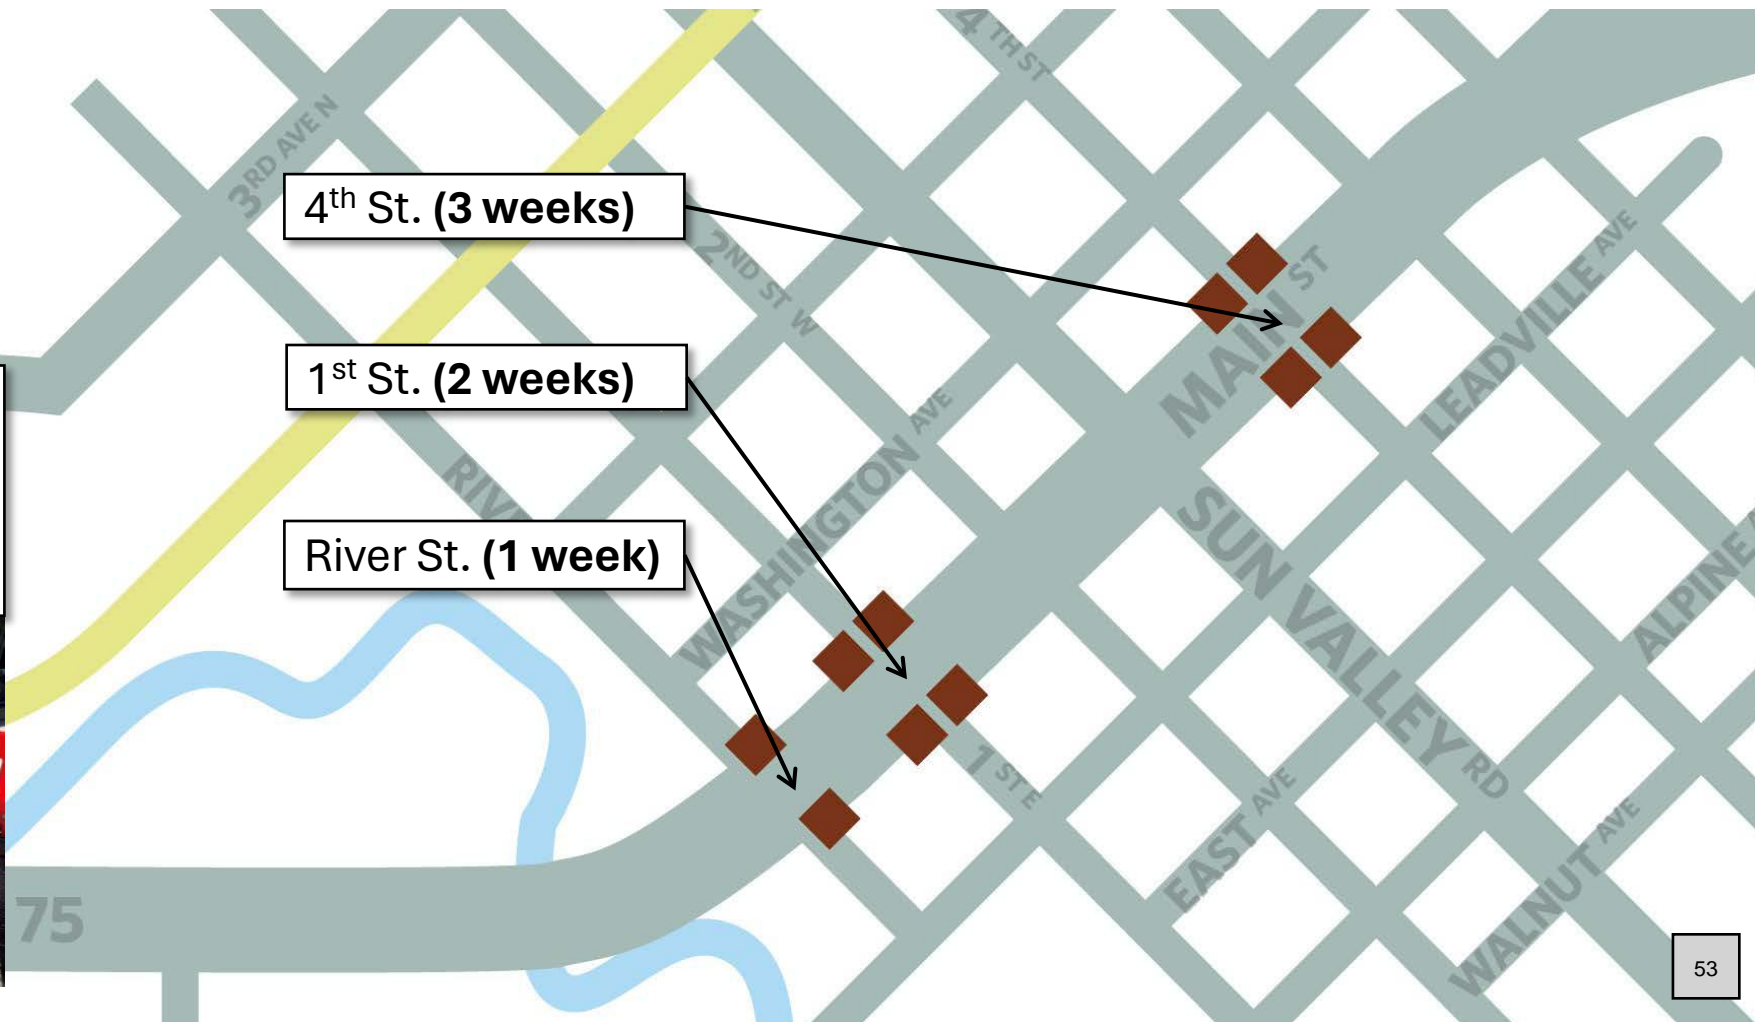 4TH ST
3RD AVE N
4th St. (3 weeks)
2ND ST W
MAIN ST
LEADVILLE AVE
1st St. (2 weeks)
WASHINGTON AVE
RIV
River St. (1 week)
SUN VALLEY RD
ALPINE
1 ST E
EAST AVE
WALNUT AVE
75
53